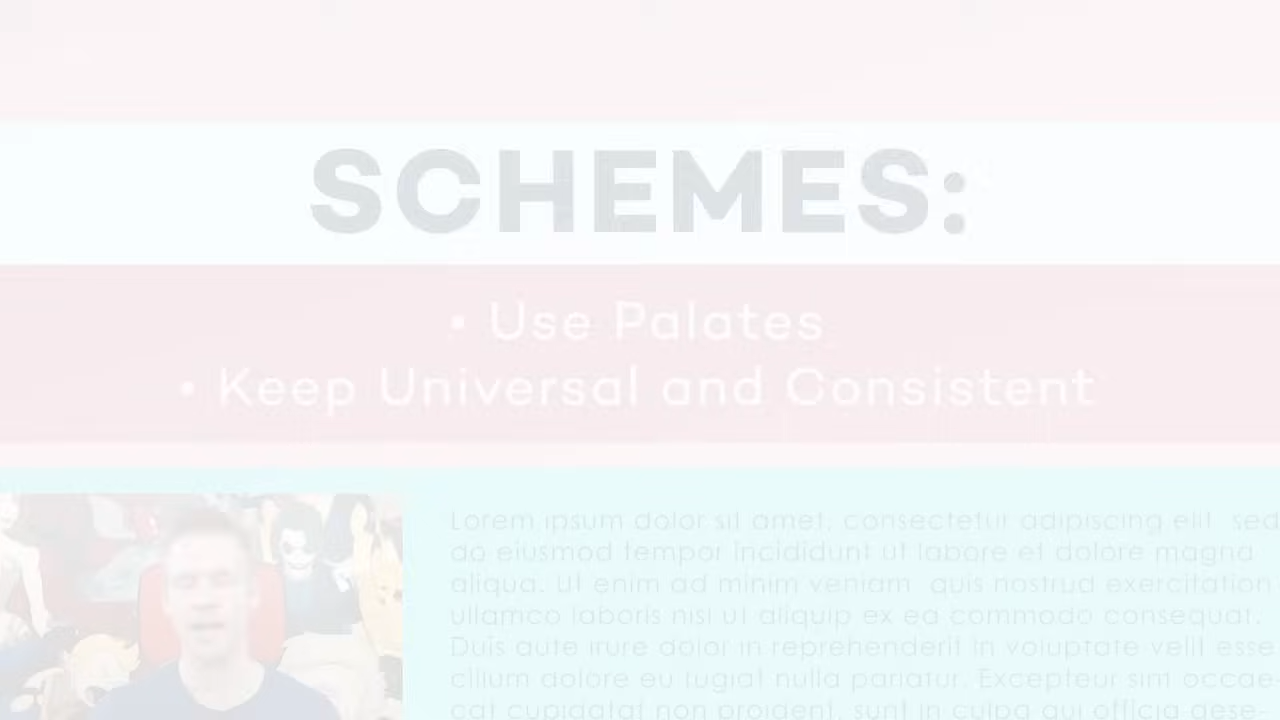 SCHEMES:
• Use Palates
• Keep Universal and Consistent
Lorem ipsum dolor sit amet, consectetur adipiscing elit sed
do eiusmod tempor incididunt ut labore et dolore magna
aliqua. Ut enim ad minim veniam quis nostrud exercitation
ullamco laboris nisi ut aliquip ex ea commodo consequat.
Duis aute irure dolor in reprehenderit in voluptate velit esse
cillum dolore eu fugiat nulla pariatur. Excepteur sint occae-
cat cupidatat non proident, sunt in culpa qui officia dese-